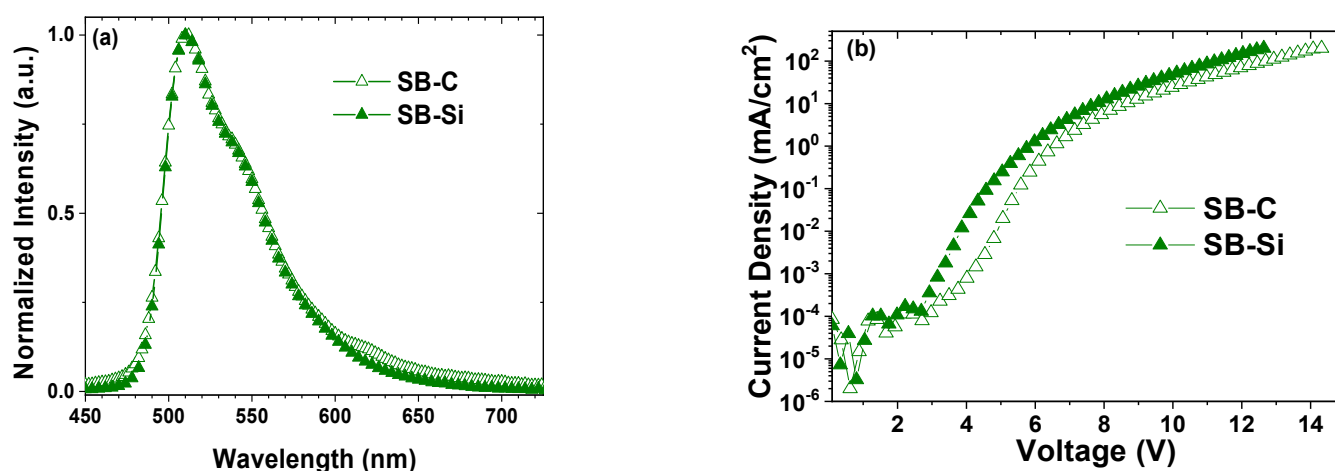 (a)
SB-C
SB-Si
Normalized Intensity (a.u.)
1.0
0.5
0.0
450 500 550 600 650 700
Wavelength (nm)
(b)
SB-C
SB-Si
Current Density (mA/cm²)
10²
10¹
10⁰
10⁻¹
10⁻²
10⁻³
10⁻⁴
10⁻⁵
10⁻⁶
2 4 6 8 10 12 14
Voltage (V)